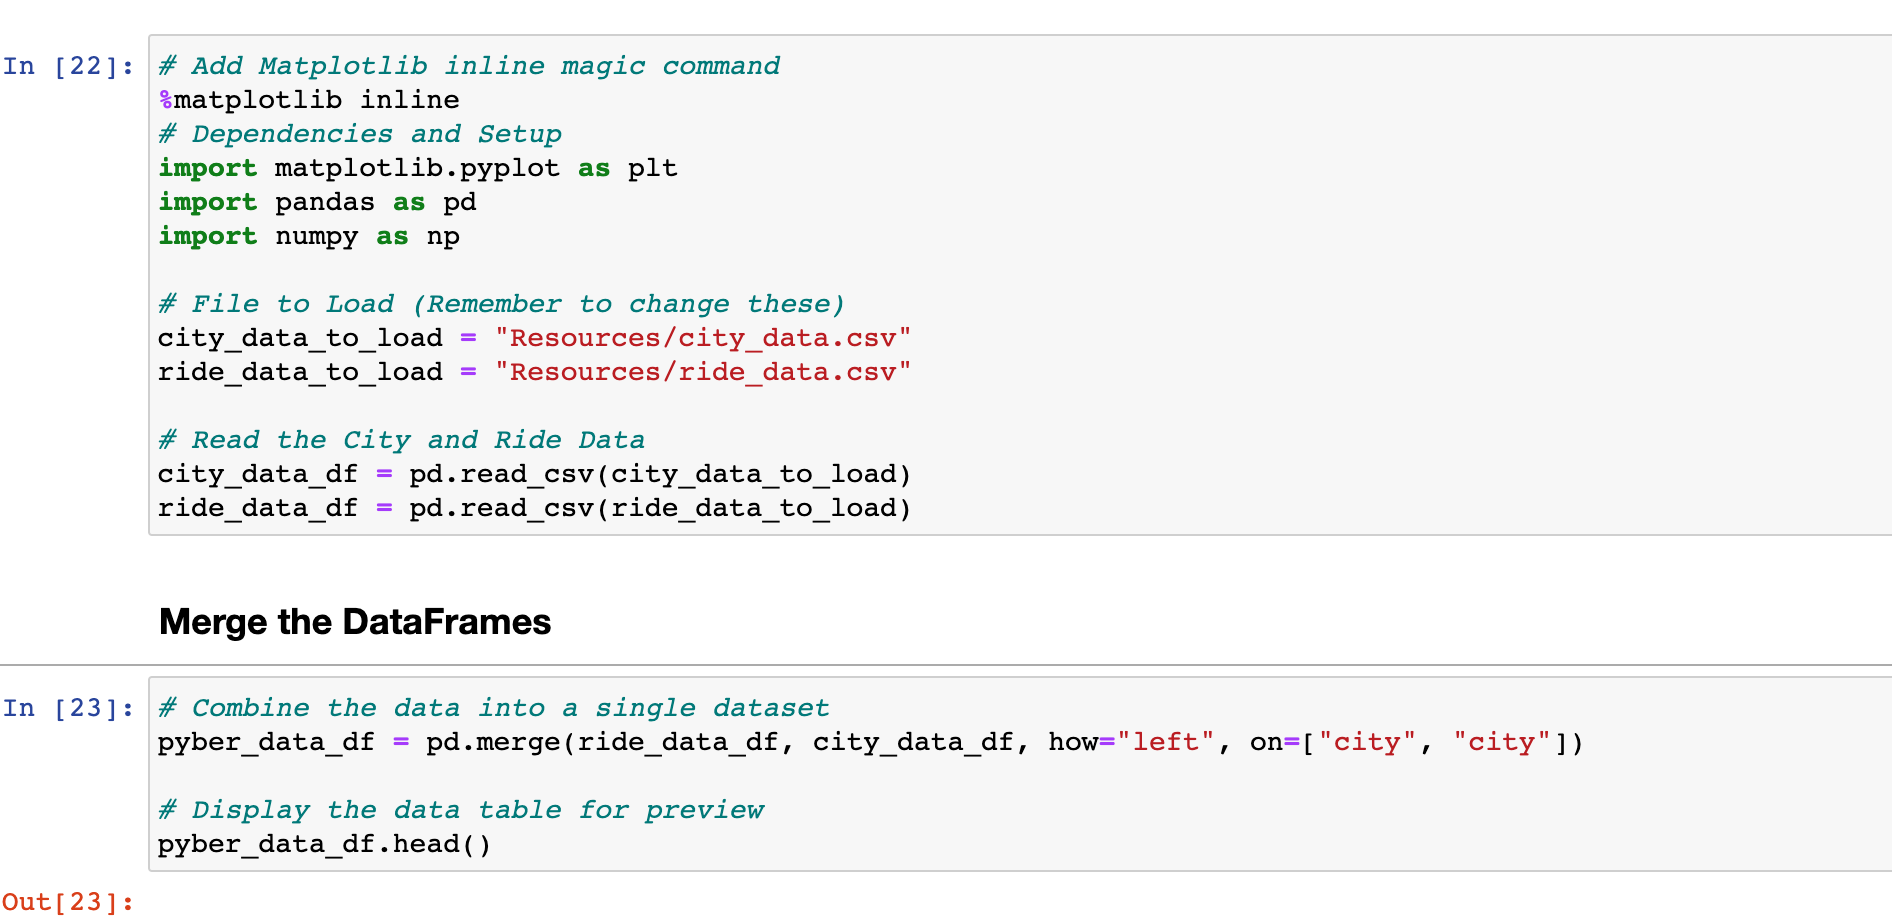 In [22]:
# Add Matplotlib inline magic command
%matplotlib inline
# Dependencies and Setup
import matplotlib.pyplot as plt
import pandas as pd
import numpy as np
# File to Load (Remember to change these)
city_data_to_load = "Resources/city_data.csv"
ride_data_to_load = "Resources/ride_data.csv"
# Read the City and Ride Data
city_data_df = pd.read_csv(city_data_to_load)
ride_data_df = pd.read_csv(ride_data_to_load)
Merge the DataFrames
In [23]:
# Combine the data into a single dataset
pyber_data_df = pd.merge(ride_data_df, city_data_df, how="left", on=["city", "city"])
# Display the data table for preview
pyber_data_df.head()
Out[23]: